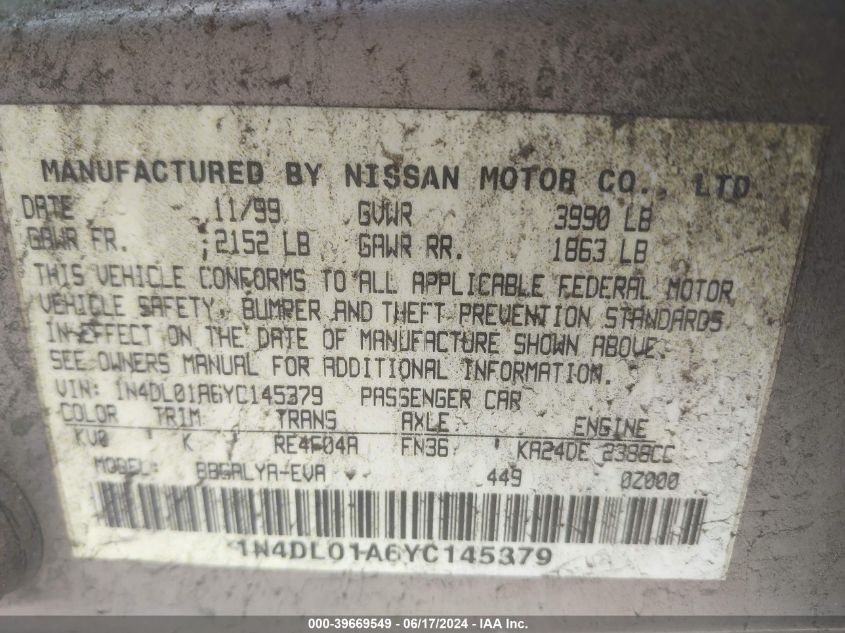 MANUFACTURED BY NISSAN MOTOR CO., LTD.
DATE 11/99 GVWR 3990 LB
GAWR FR. 2152 LB GAWR RR. 1863 LB
THIS VEHICLE CONFORMS TO ALL APPLICABLE FEDERAL MOTOR
VEHICLE SAFETY, BUMPER AND THEFT PREVENTION STANDARDS
IN EFFECT ON THE DATE OF MANUFACTURE SHOWN ABOVE.
SEE OWNERS MANUAL FOR ADDITIONAL INFORMATION.
VIN: 1N4DL01A6YC145379 PASSENGER CAR
COLOR TRIM TRANS AXLE ENGINE
KV0 K RE4F04A FN36 KA24DE 2388CC
MODEL: BBGALYA-EVA 449 0Z000
1N4DL01A6YC145379
000-39669549 - 06/17/2024 - IAA Inc.